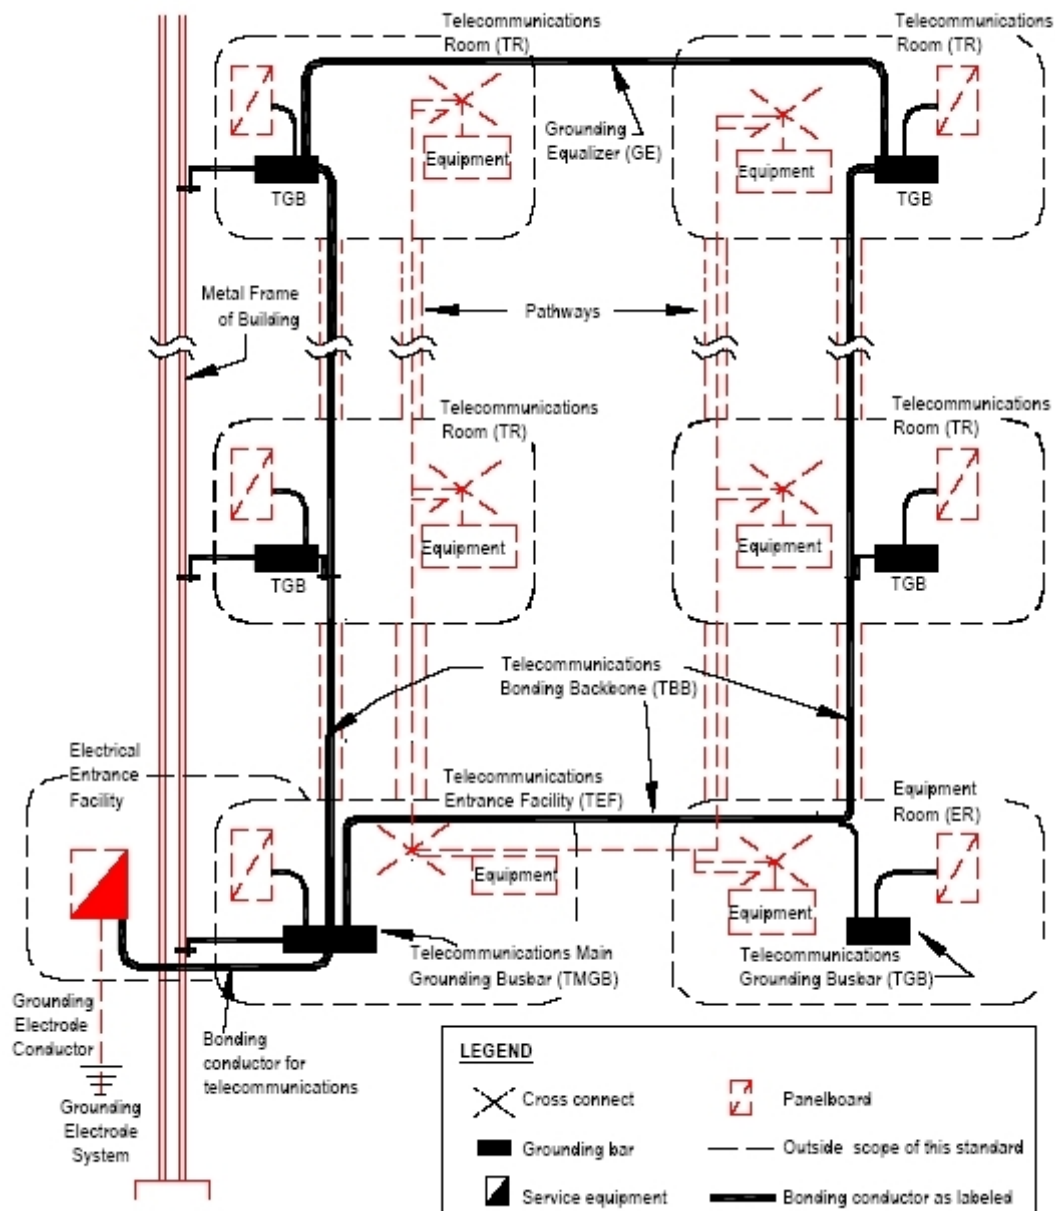 Telecommunications
Room (TR)
Telecommunications
Room (TR)
Grounding
Equalizer (GE)
Equipment
Equipment
TGB
TGB
Metal Frame
of Building
Pathways
Telecommunications
Room (TR)
Telecommunications
Room (TR)
Equipment
Equipment
TGB
TGB
Telecommunications
Bonding Backbone (TBB)
Electrical
Entrance
Facility
Telecommunications
Entrance Facility (TEF)
Equipment
Room (ER)
Equipment
Equipment
Telecommunications Main
Grounding Busbar (TMGB)
Telecommunications
Grounding Busbar (TGB)
Grounding
Electrode
Conductor
Bonding
conductor for
telecommunications
Grounding
Electrode
System
LEGEND
Cross connect
Panelboard
Grounding bar
Outside scope of this standard
Service equipment
Bonding conductor as labeled